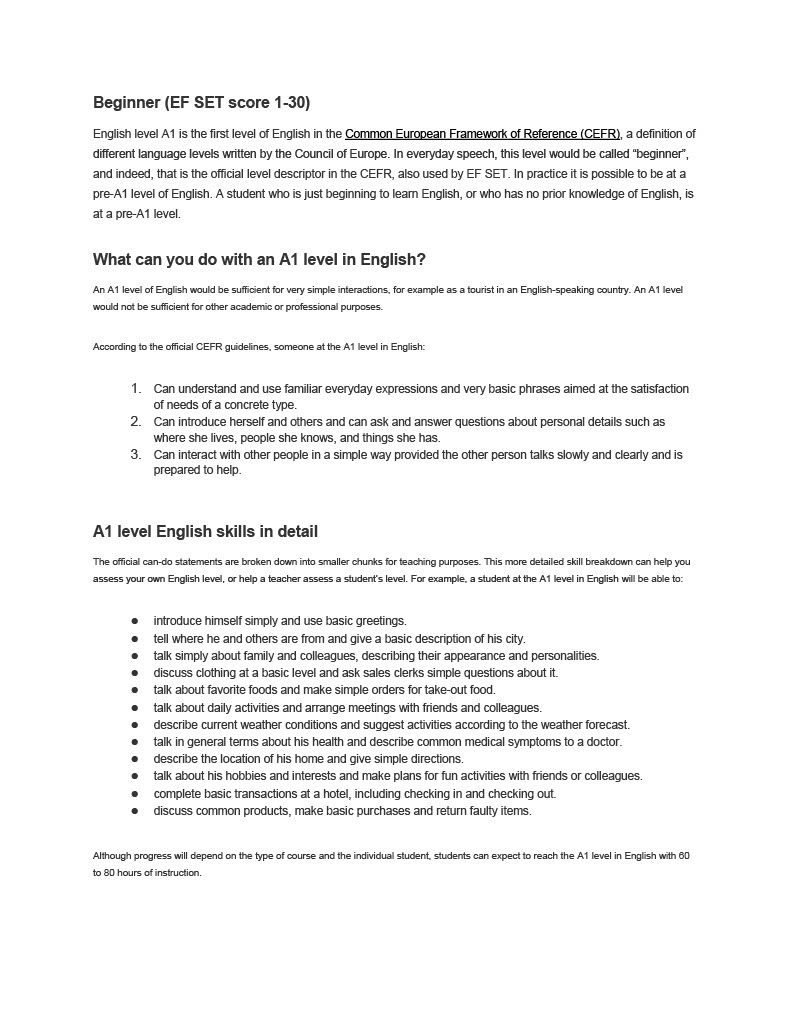 Beginner (EF SET score 1-30)
English level A1 is the first level of English in the Common European Framework of Reference (CEFR), a definition of
different language levels written by the Council of Europe. In everyday speech, this level would be called “beginner”,
and indeed, that is the official level descriptor in the CEFR, also used by EF SET. In practice it is possible to be at a
pre-A1 level of English. A student who is just beginning to learn English, or who has no prior knowledge of English, is
at a pre-A1 level.
What can you do with an A1 level in English?
An A1 level of English would be sufficient for very simple interactions, for example as a tourist in an English-speaking country. An A1 level
would not be sufficient for other academic or professional purposes.
According to the official CEFR guidelines, someone at the A1 level in English:
1. Can understand and use familiar everyday expressions and very basic phrases aimed at the satisfaction
of needs of a concrete type.
2. Can introduce herself and others and can ask and answer questions about personal details such as
where she lives, people she knows, and things she has.
3. Can interact with other people in a simple way provided the other person talks slowly and clearly and is
prepared to help.
A1 level English skills in detail
The official can-do statements are broken down into smaller chunks for teaching purposes. This more detailed skill breakdown can help you
assess your own English level, or help a teacher assess a student’s level. For example, a student at the A1 level in English will be able to:
● introduce himself simply and use basic greetings.
● tell where he and others are from and give a basic description of his city.
● talk simply about family and colleagues, describing their appearance and personalities.
● discuss clothing at a basic level and ask sales clerks simple questions about it.
● talk about favorite foods and make simple orders for take-out food.
● talk about daily activities and arrange meetings with friends and colleagues.
● describe current weather conditions and suggest activities according to the weather forecast.
● talk in general terms about his health and describe common medical symptoms to a doctor.
● describe the location of his home and give simple directions.
● talk about his hobbies and interests and make plans for fun activities with friends or colleagues.
● complete basic transactions at a hotel, including checking in and checking out.
● discuss common products, make basic purchases and return faulty items.
Although progress will depend on the type of course and the individual student, students can expect to reach the A1 level in English with 60
to 80 hours of instruction.